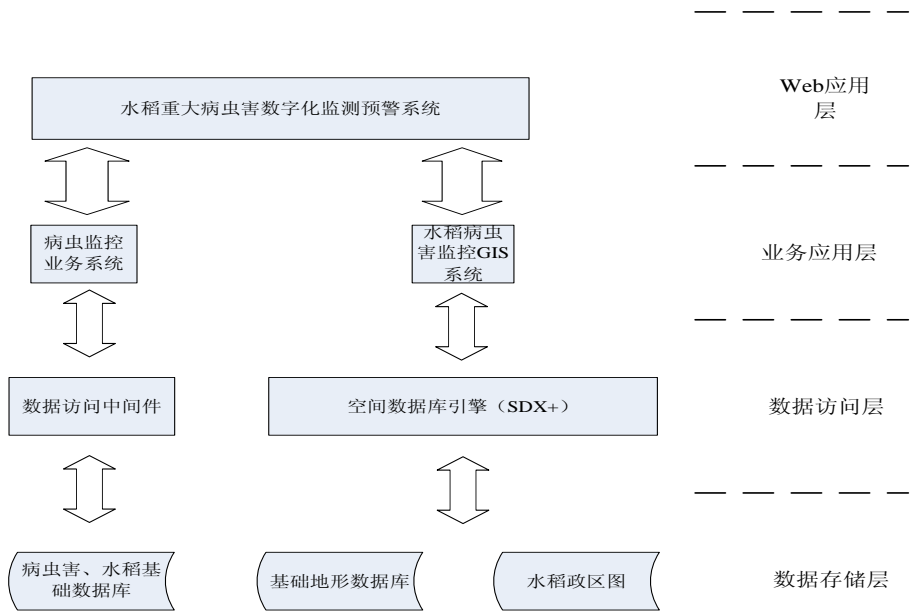 水稻重大病虫害数字化监测预警系统
Web应用
层
病虫监控
业务系统
水稻病虫
害监控GIS
系统
业务应用层
数据访问中间件
空间数据库引擎（SDX+）
数据访问层
病虫害、水稻基
础数据库
基础地形数据库
水稻政区图
数据存储层